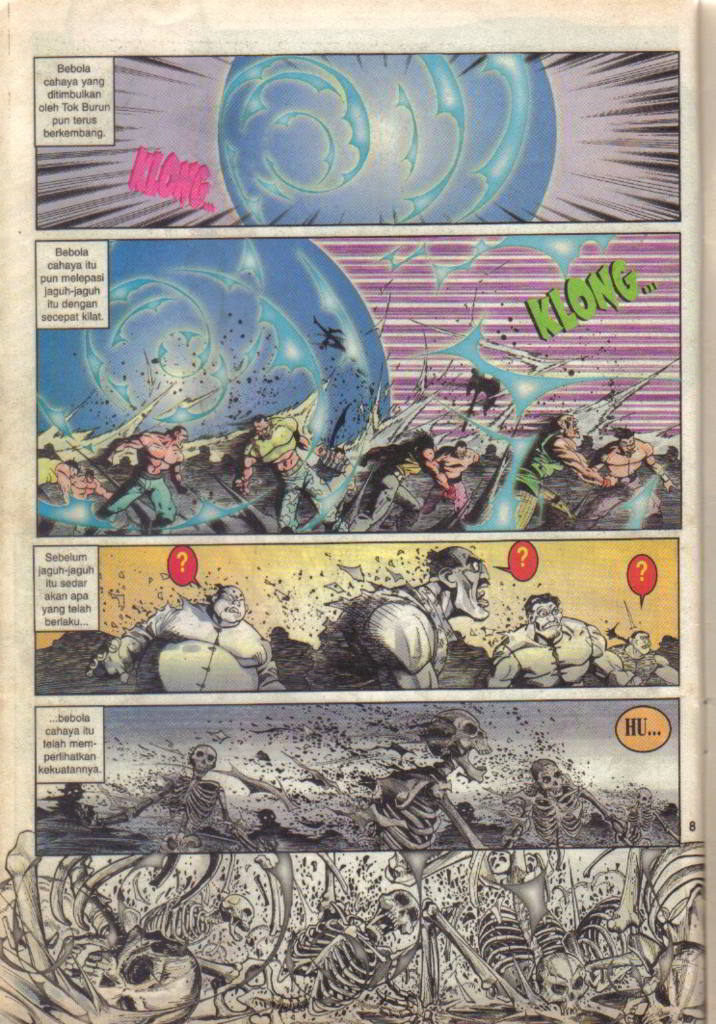 Bebola
cahaya yang
ditimbulkan
oleh Tok Burun
pun terus
berkembang.
KLONG...
Bebola
cahaya itu
pun melepasi
jaguh-jaguh
itu dengan
secepat kilat.
KLONG...
Sebelum
jaguh-jaguh
itu sedar
akan apa
yang telah
berlaku...
?
?
?
...bebola
cahaya itu
telah mem-
perlihatkan
kekuatannya.
HU...
8